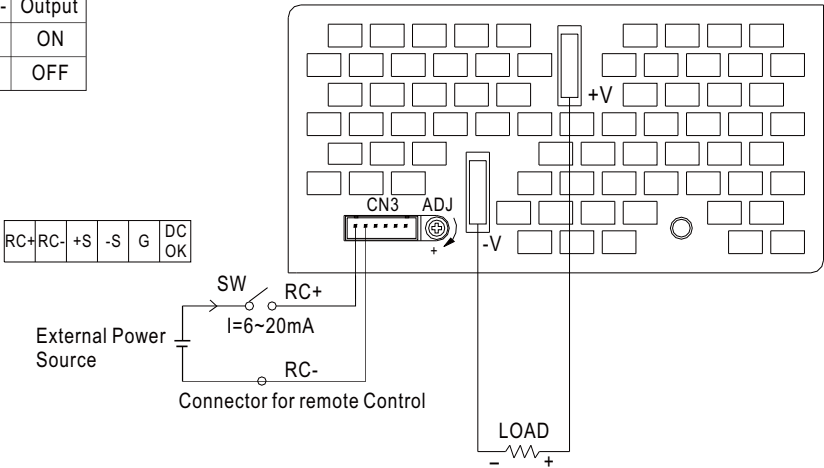 - Output
ON
OFF
+V
CN3 ADJ
+
-V
RC+ RC- +S -S G DC OK
SW RC+
I=6~20mA
External Power
Source
RC-
Connector for remote Control
LOAD
- +